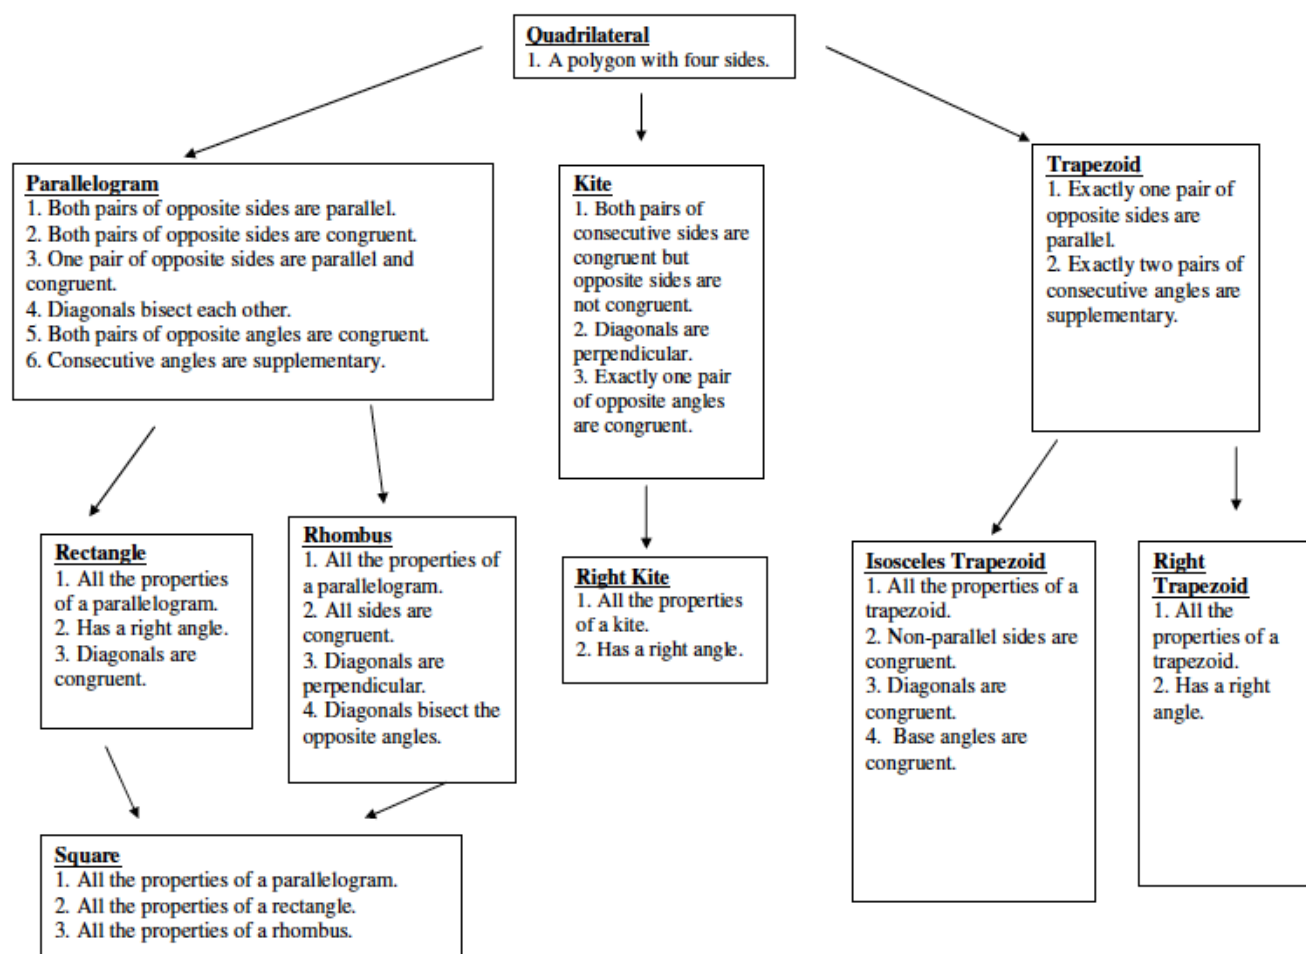 Quadrilateral
1. A polygon with four sides.
Parallelogram
1. Both pairs of opposite sides are parallel.
2. Both pairs of opposite sides are congruent.
3. One pair of opposite sides are parallel and
congruent.
4. Diagonals bisect each other.
5. Both pairs of opposite angles are congruent.
6. Consecutive angles are supplementary.
Kite
1. Both pairs of
consecutive sides are
congruent but
opposite sides are
not congruent.
2. Diagonals are
perpendicular.
3. Exactly one pair
of opposite angles
are congruent.
Trapezoid
1. Exactly one pair of
opposite sides are
parallel.
2. Exactly two pairs of
consecutive angles are
supplementary.
Rectangle
1. All the properties
of a parallelogram.
2. Has a right angle.
3. Diagonals are
congruent.
Rhombus
1. All the properties of
a parallelogram.
2. All sides are
congruent.
3. Diagonals are
perpendicular.
4. Diagonals bisect the
opposite angles.
Right Kite
1. All the properties
of a kite.
2. Has a right angle.
Isosceles Trapezoid
1. All the properties of a
trapezoid.
2. Non-parallel sides are
congruent.
3. Diagonals are
congruent.
4. Base angles are
congruent.
Right
Trapezoid
1. All the
properties of a
trapezoid.
2. Has a right
angle.
Square
1. All the properties of a parallelogram.
2. All the properties of a rectangle.
3. All the properties of a rhombus.